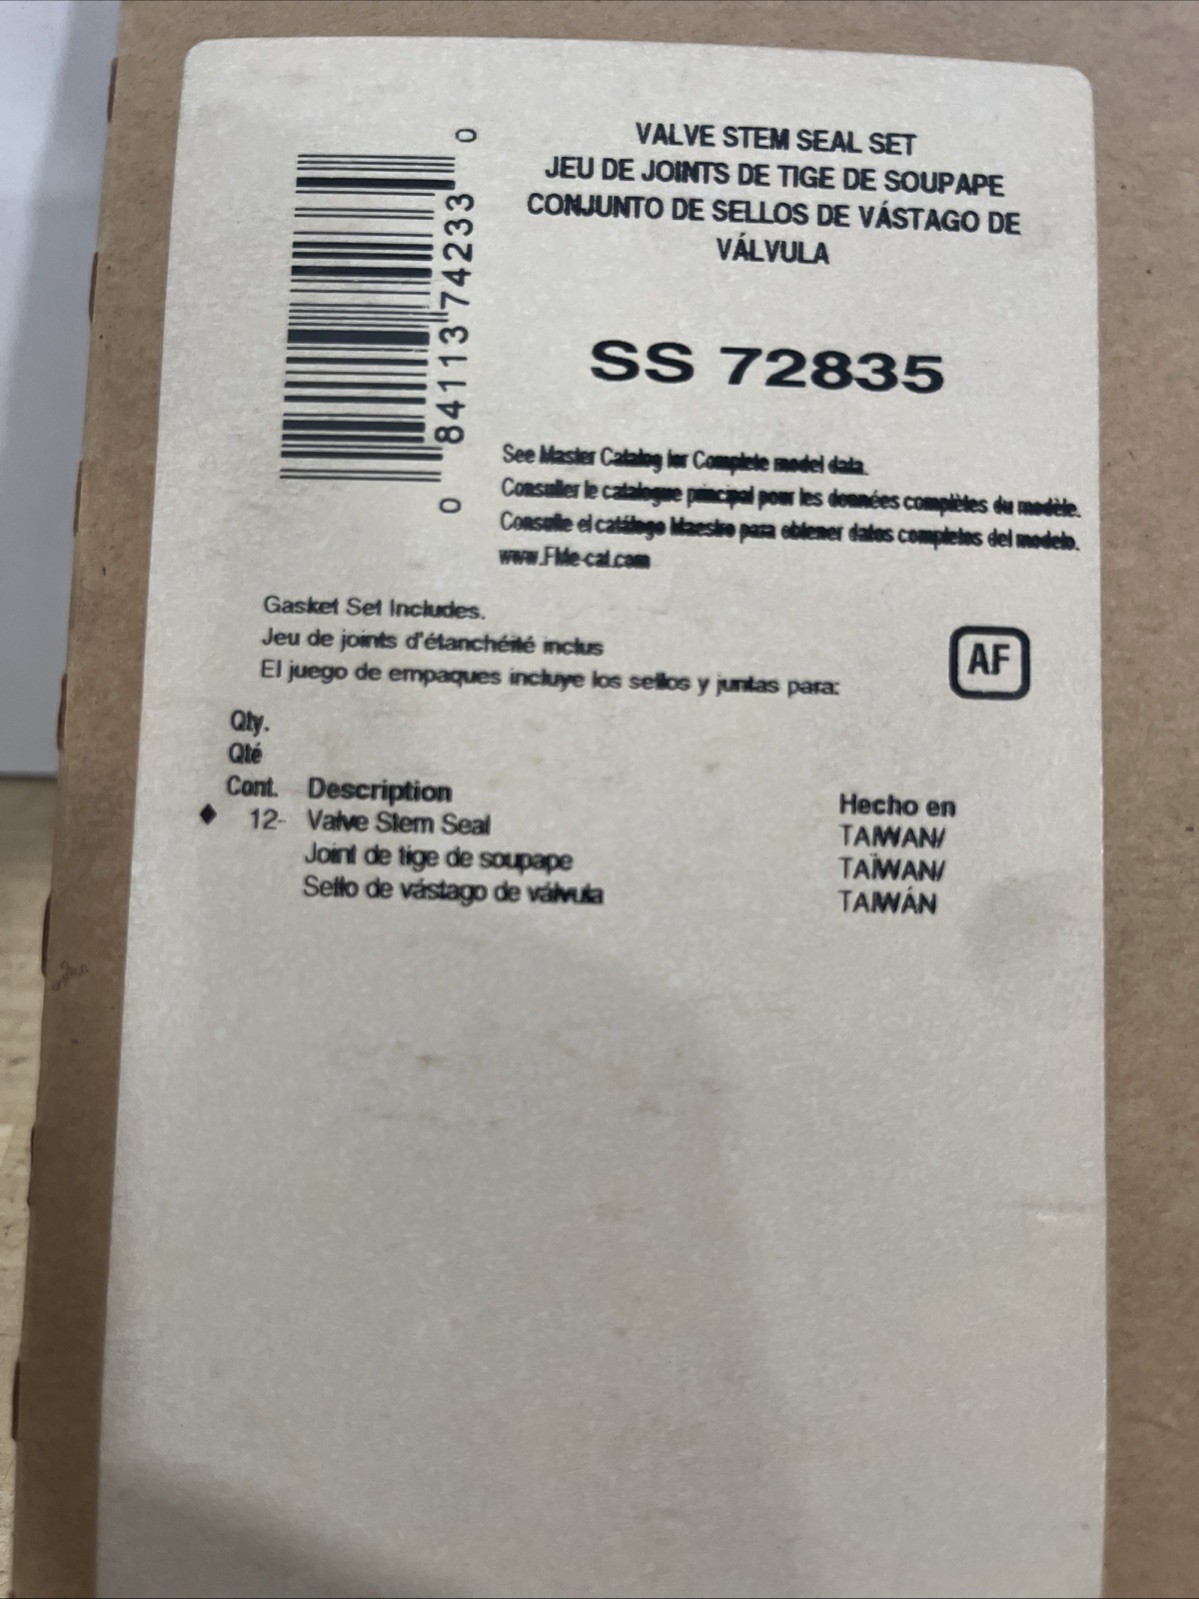 VALVE STEM SEAL SET
JEU DE JOINTS DE TIGE DE SOUPAPE
CONJUNTO DE SELLOS DE VÁSTAGO DE
VÁLVULA
0 84113 74233 0
SS 72835
See Master Catalog for Complete model data.
Consulter le catalogue principal pour les données complètes du modèle.
Consulte el catálogo Maestro para obtener datos completos del modelo.
www.FMe-cat.com
Gasket Set Includes.
Jeu de joints d'étanchéité inclus
El juego de empaques incluye los sellos y juntas para:
AF
Qty.
Qté
Cont. Description Hecho en
♦ 12- Valve Stem Seal TAIWAN/
Joint de tige de soupape TAÏWAN/
Sello de vástago de válvula TAIWÁN